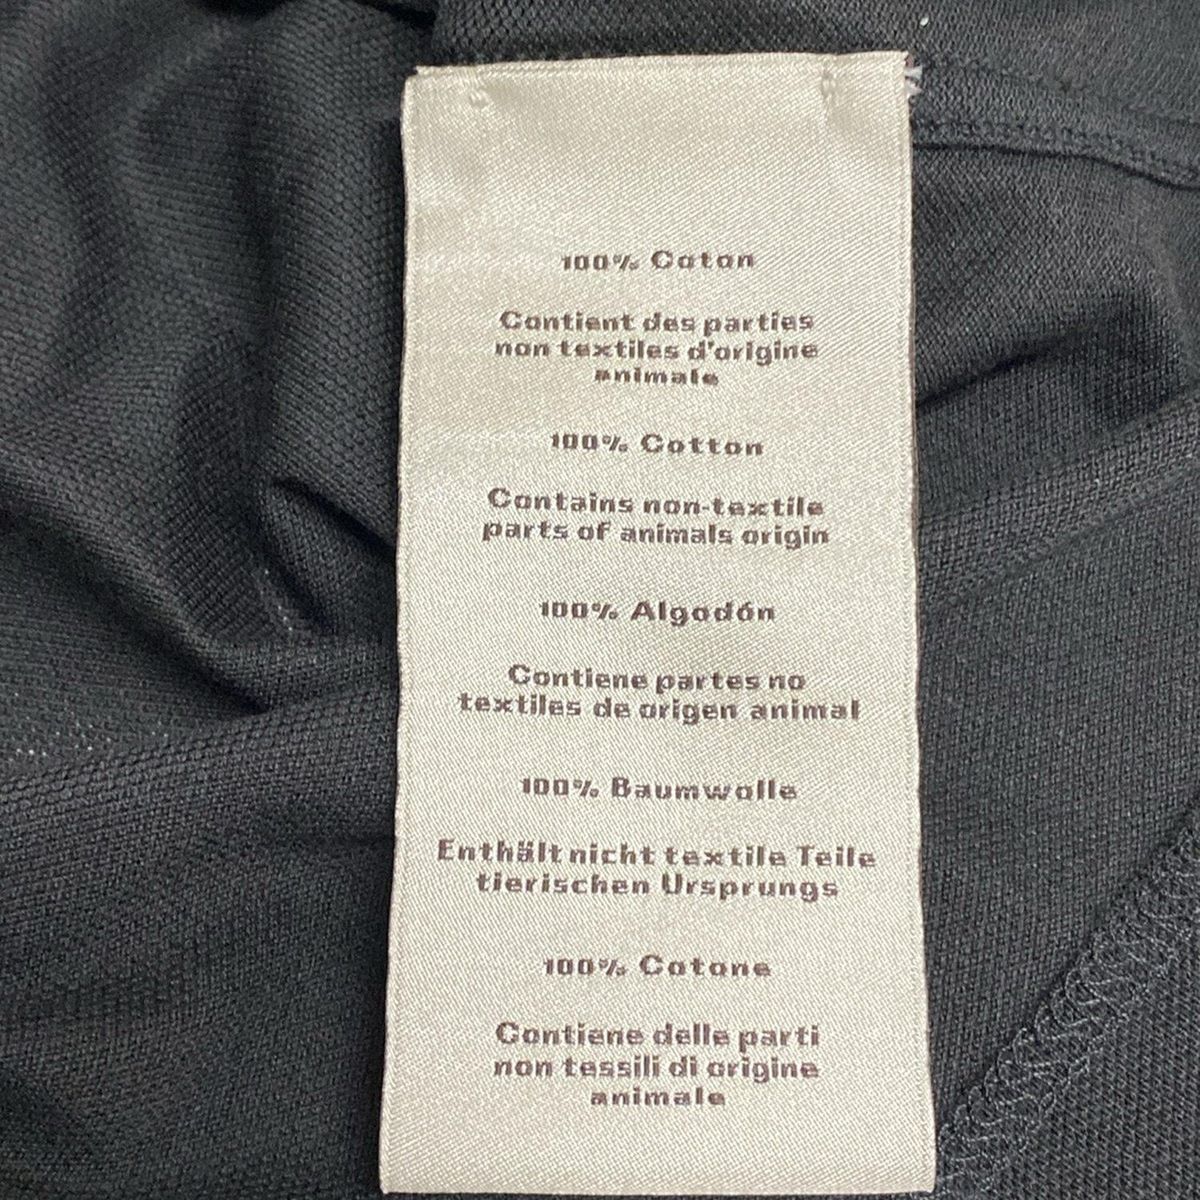 100% Coton
Contient des parties
non textiles d'origine
animale
100% Cotton
Contains non-textile
parts of animals origin
100% Algodón
Contiene partes no
textiles de origen animal
100% Baumwolle
Enthält nicht textile Teile
tierischen Ursprungs
100% Cotone
Contiene delle parti
non tessili di origine
animale